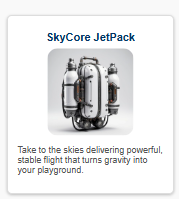 SkyCore JetPack
Take to the skies delivering powerful,
stable flight that turns gravity into
your playground.